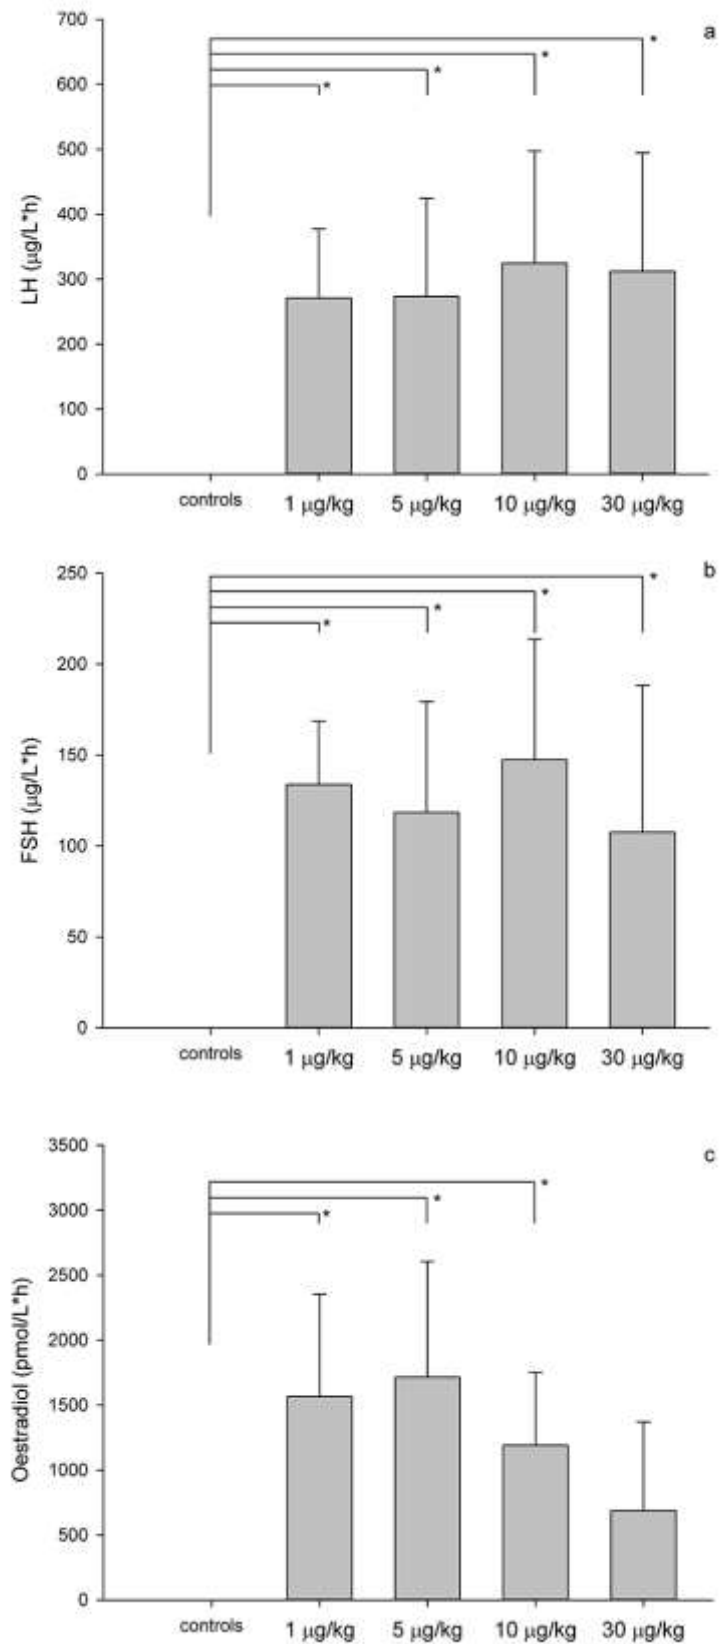 a
700
600
500
400
300
200
100
0
LH (μg/L*h)
* * * *
controls 1 μg/kg 5 μg/kg 10 μg/kg 30 μg/kg
b
250
200
150
100
50
0
FSH (μg/L*h)
* * * *
controls 1 μg/kg 5 μg/kg 10 μg/kg 30 μg/kg
c
3500
3000
2500
2000
1500
1000
500
0
Oestradiol (pmol/L*h)
* * *
controls 1 μg/kg 5 μg/kg 10 μg/kg 30 μg/kg